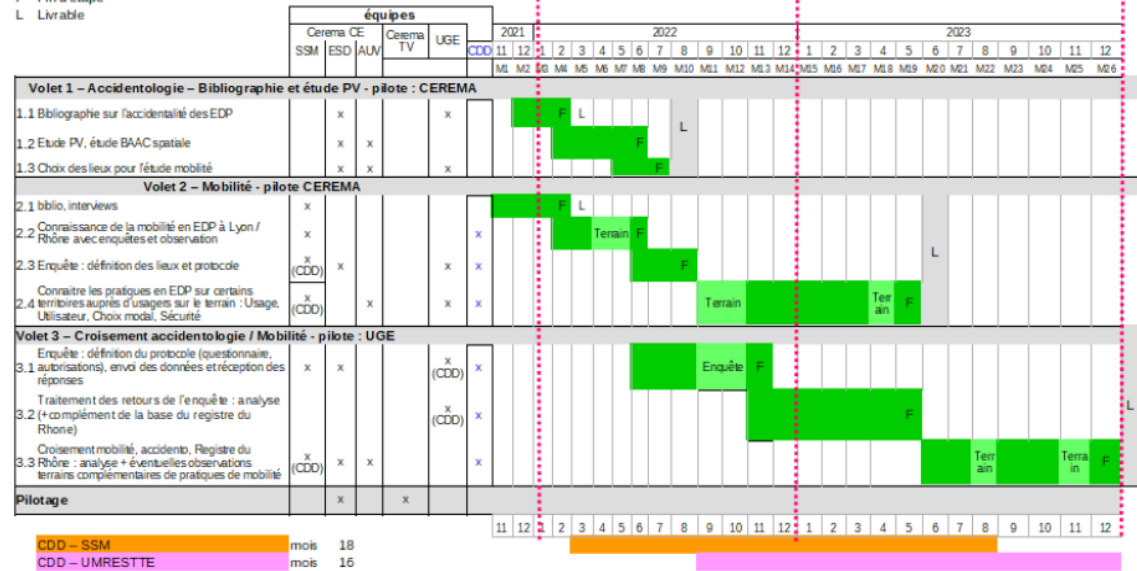 L Livrable
équipes
Cerema CE Cerema TV UGE 2021 2022 2023
SSM ESD AUV CDD 11 12 1 2 3 4 5 6 7 8 9 10 11 12 1 2 3 4 5 6 7 8 9 10 11 12
M1 M2 M3 M4 M5 M6 M7 M8 M9 M10 M11 M12 M13 M14 M15 M16 M17 M18 M19 M20 M21 M22 M23 M24 M25 M26
Volet 1 – Accidentologie – Bibliographie et étude PV - pilote : CEREMA
1.1 Bibliographie sur l'accidentalité des EDP x x F L
L
1.2 Etude PV, étude BAAC spatiale x x F
1.3 Choix des lieux pour l'étude mobilité x x x F
Volet 2 – Mobilité - pilote CEREMA
2.1 bblio, interviews x F L
2.2 Connaissance de la mobilité en EDP à Lyon /
Rhône avec enquêtes et observation x x Terrain F
L
2.3 Enquête : définition des lieux et protocole x (CDD) x x x F
Connaitre les pratiques en EDP sur certains
2.4 territoires auprès d'usagers sur le terrain : Usage, x (CDD) x x x Terrain Terrain F
Utilisateur, Choix modal, Sécurité
Volet 3 – Croisement accidentologie / Mobilité - pilote : UGE
Enquête : définition du protocole (questionnaire,
3.1 autorisations), envoi des données et réception des x x x (CDD) x Enquête F
réponses
Traitement des retours de l'enquête : analyse
3.2 (+complément de la base du registre du x (CDD) x F
Rhone)
L
Croisement mobilité, accidento, Registre du
3.3 Rhône : analyse + éventuelles observations x (CDD) x x x Terrain Terrain F
terrains complémentaires de pratiques de mobilité
Pilotage x x
11 12 1 2 3 4 5 6 7 8 9 10 11 12 1 2 3 4 5 6 7 8 9 10 11 12
CDD – SSM mois 18
CDD – UMRESTTE mois 16